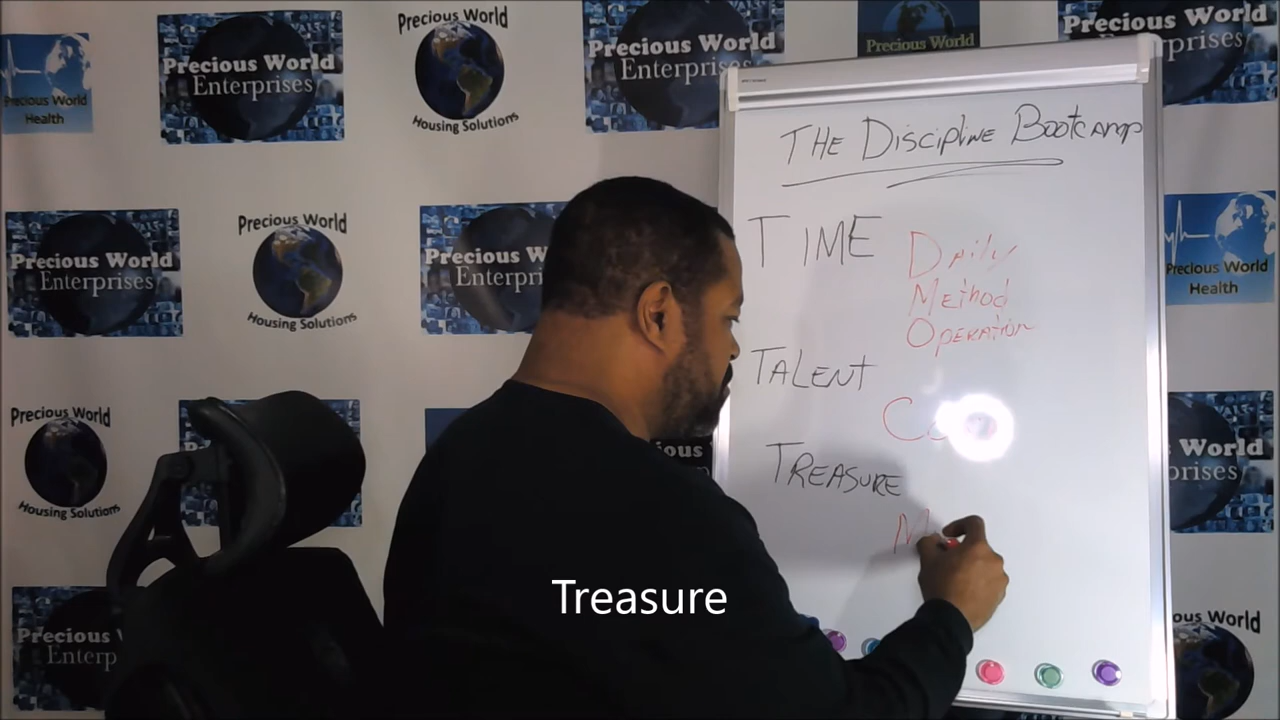 Precious World
Health
Precious World
Enterprises
Precious World
Housing Solutions
Precious World
Enterprises
Precious World
Precious World
Enterprises
THE DISCIPLINE BOOTCAMP
Precious World
Enterprises
Precious World
Housing Solutions
Enterprises
Precious World
Health
TIME
Daily
Method
Operation
TALENT
TREASURE
M
Precious World
Housing Solutions
Treasure
Precious
World